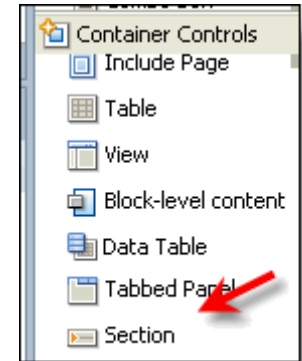 Container Controls
Include Page
Table
View
Block-level content
Data Table
Tabbed Panel
Section